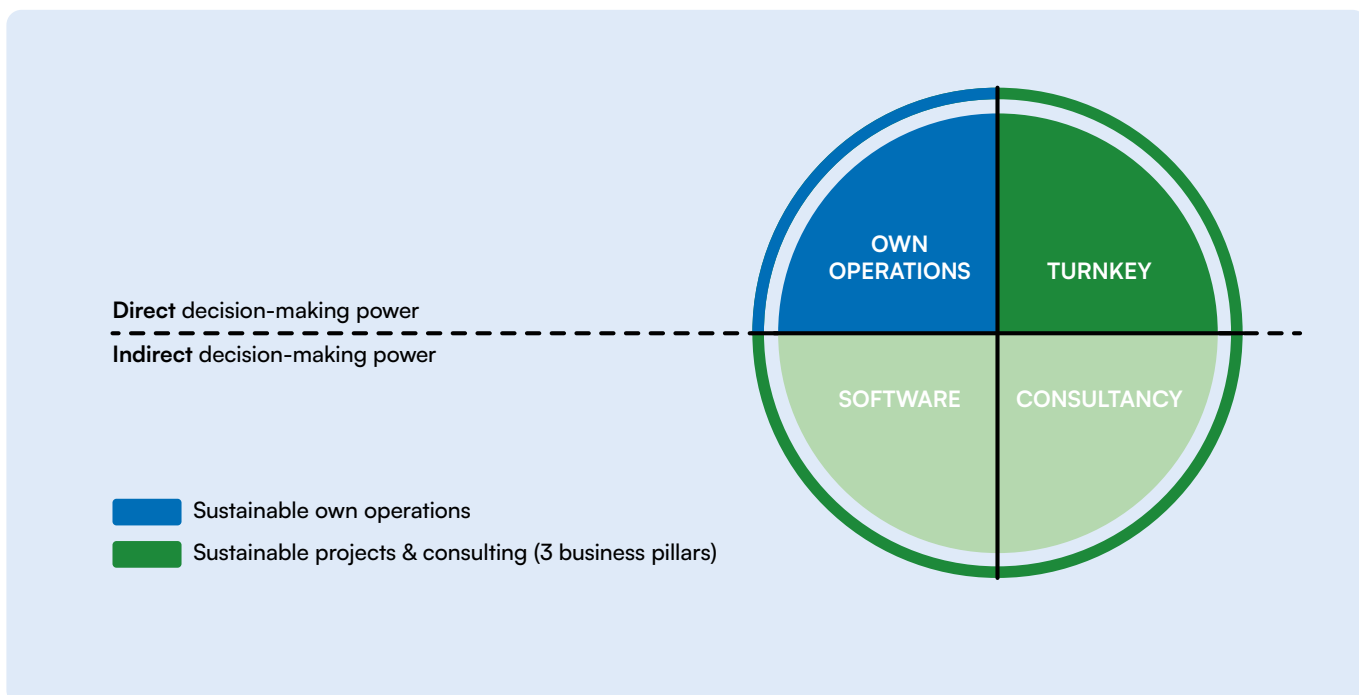 OWN
OPERATIONS
TURNKEY
Direct decision-making power
Indirect decision-making power
SOFTWARE
CONSULTANCY
Sustainable own operations
Sustainable projects & consulting (3 business pillars)